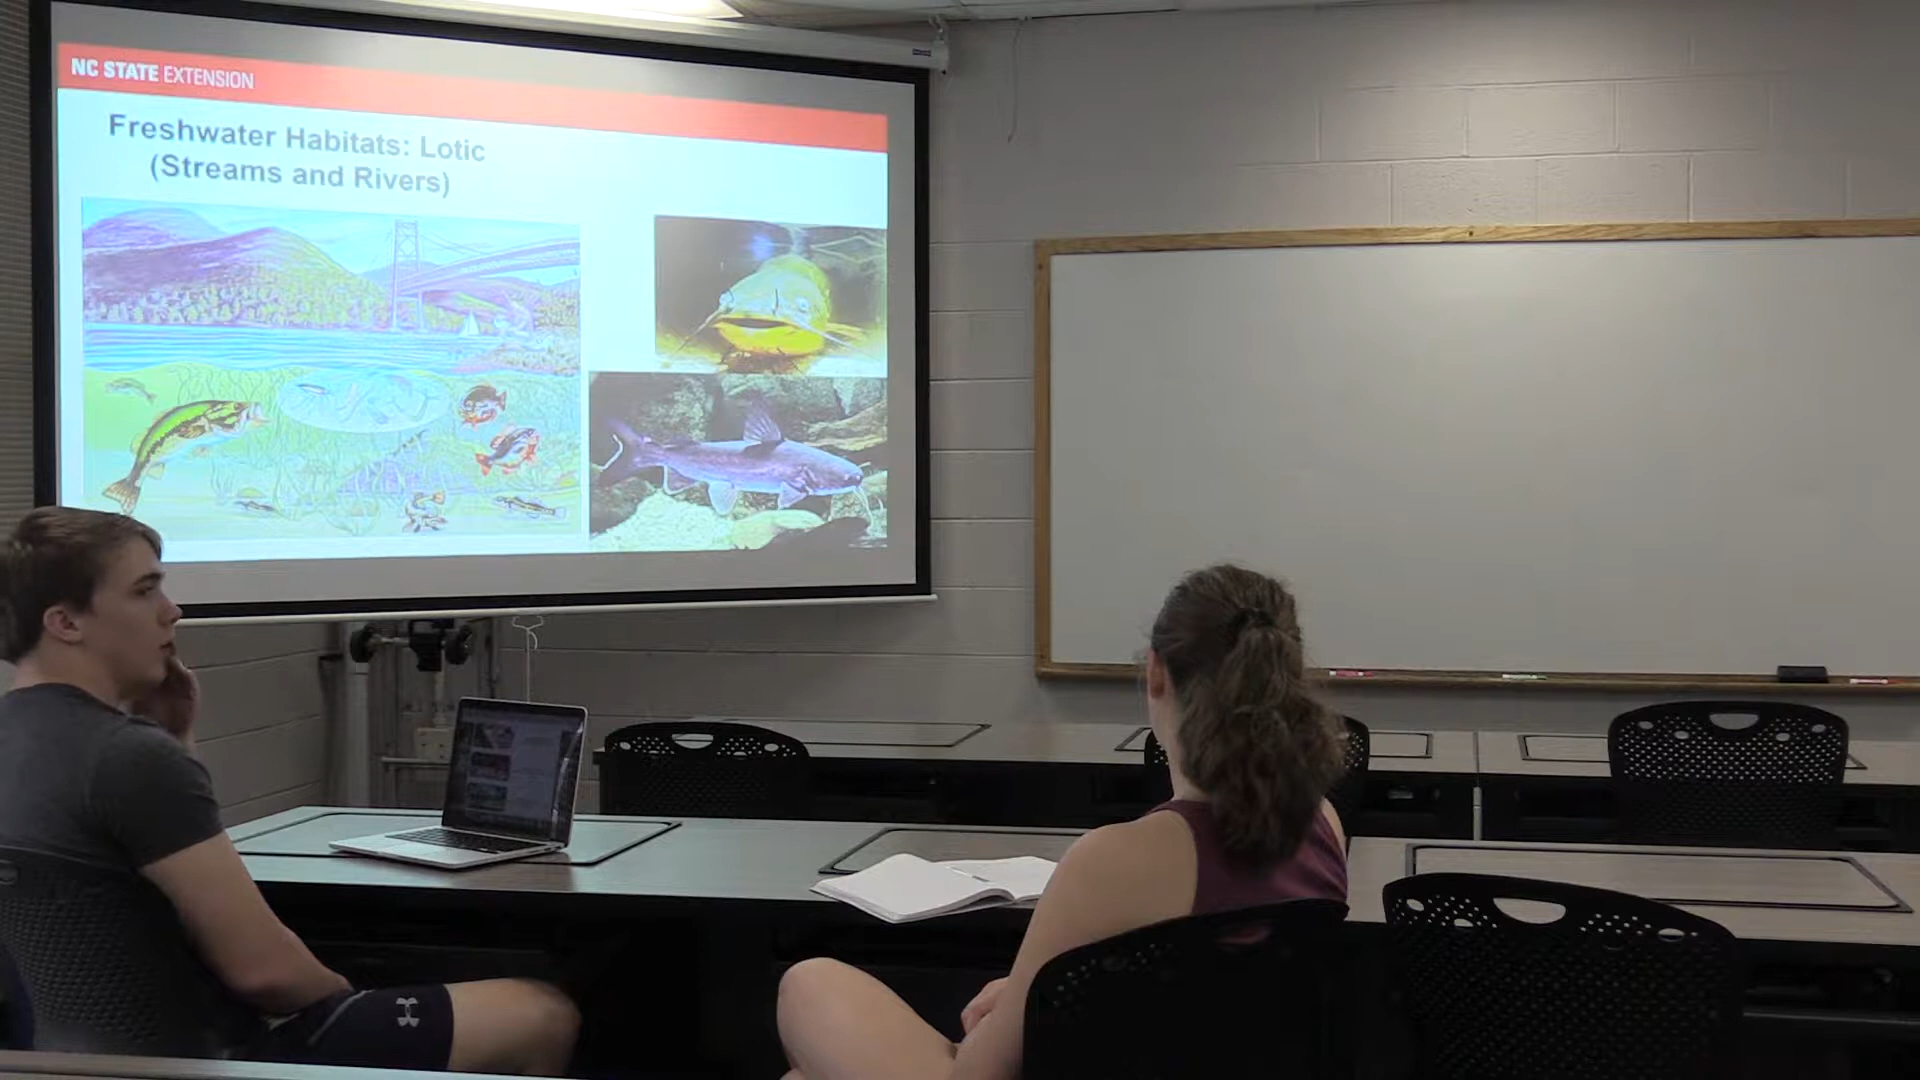 NC STATE EXTENSION
Freshwater Habitats: Lotic
(Streams and Rivers)